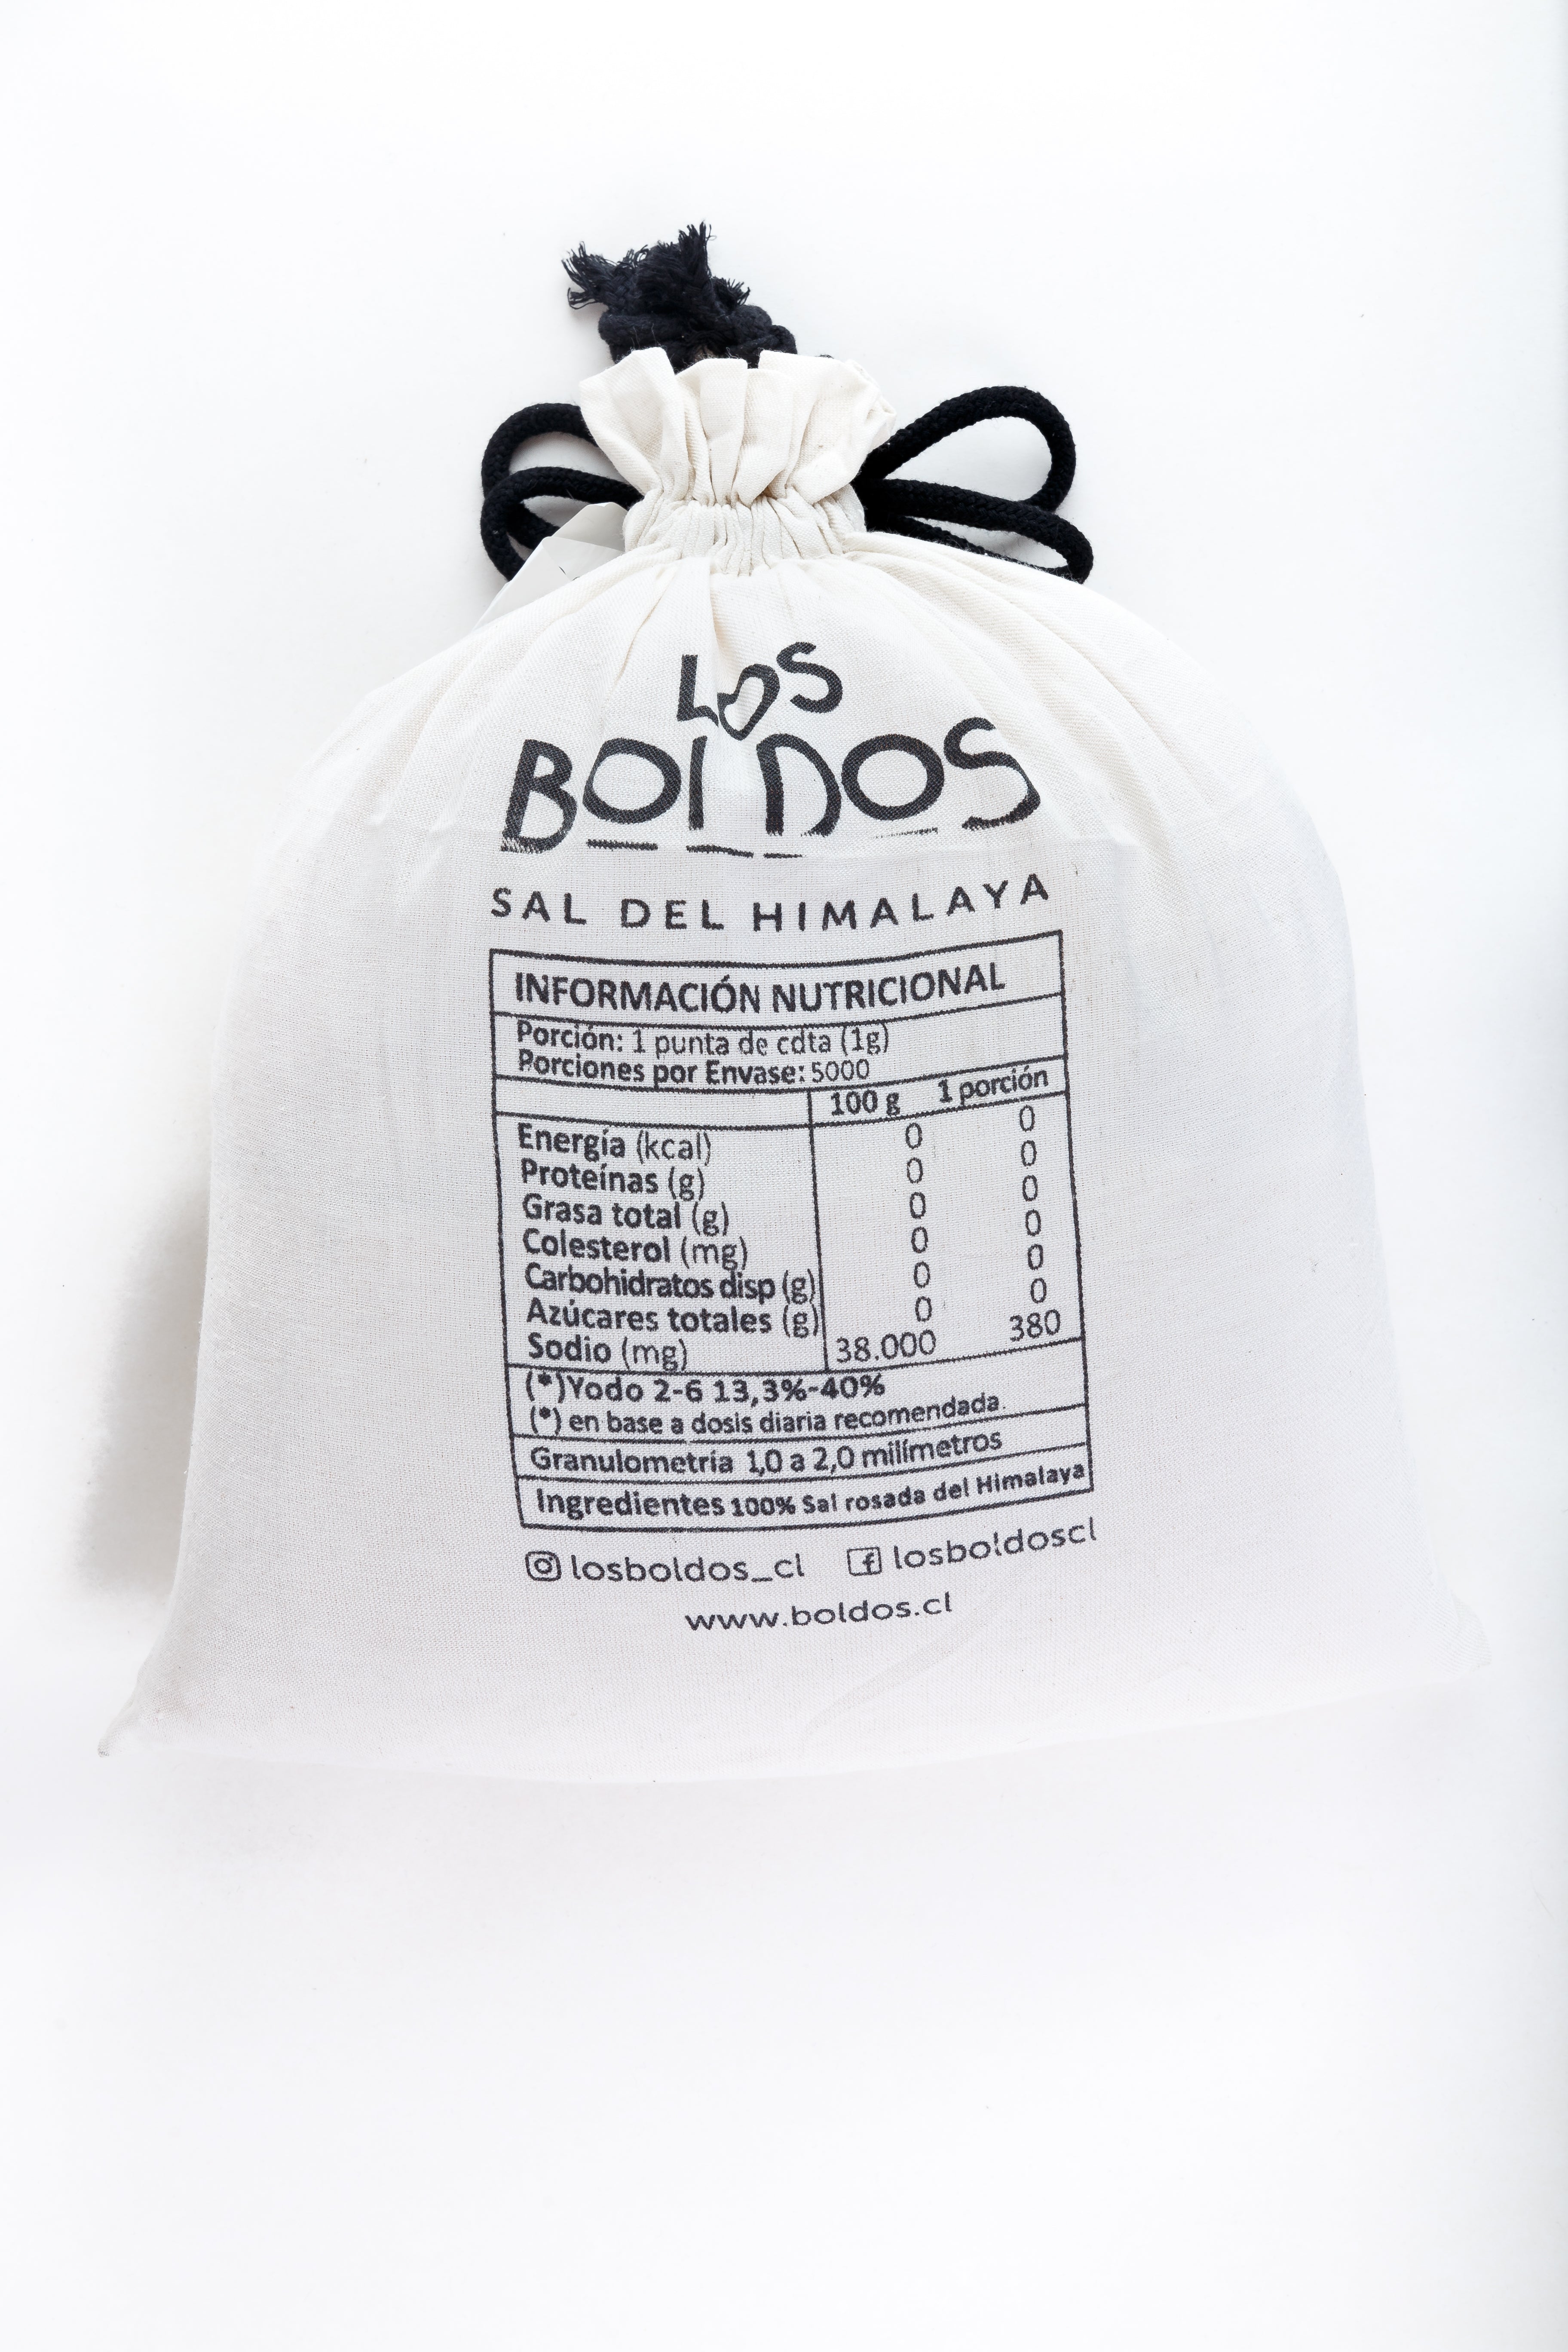 LOS
BOLDOS
SAL DEL HIMALAYA
INFORMACIÓN NUTRICIONAL
Porción: 1 punta de cdta (1g)
Porciones por Envase: 5000
100 g 1 porción
Energía (kcal) 0 0
Proteínas (g) 0 0
Grasa total (g) 0 0
Colesterol (mg) 0 0
Carbohidratos disp (g) 0 0
Azúcares totales (g) 0 0
Sodio (mg) 38.000 380
(*)Yodo 2-6 13,3%-40%
(*) en base a dosis diaria recomendada.
Granulometría 1,0 a 2,0 milímetros
Ingredientes 100% Sal rosada del Himalaya
losboldos_cl losboldoscl
www.boldos.cl